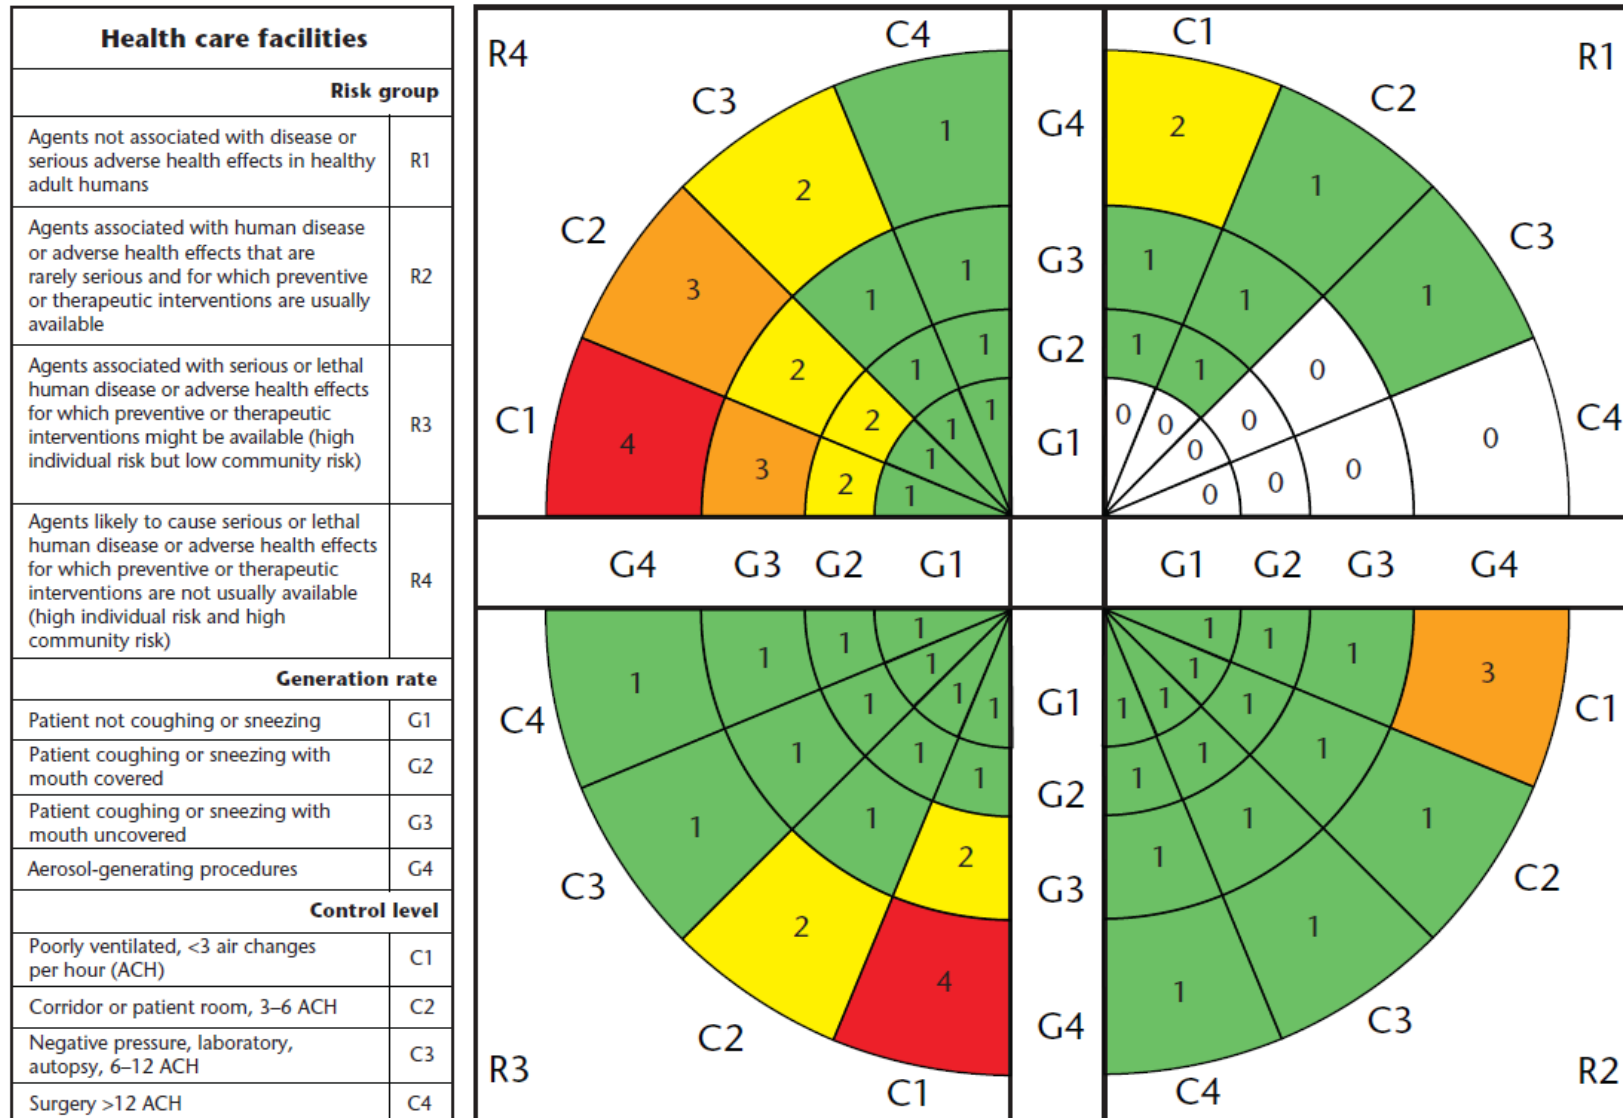 Health care facilities
Risk group
Agents not associated with disease or
serious adverse health effects in healthy
adult humans
R1
Agents associated with human disease
or adverse health effects that are
rarely serious and for which preventive
or therapeutic interventions are usually
available
R2
Agents associated with serious or lethal
human disease or adverse health effects
for which preventive or therapeutic
interventions might be available (high
individual risk but low community risk)
R3
Agents likely to cause serious or lethal
human disease or adverse health effects
for which preventive or therapeutic
interventions are not usually available
(high individual risk and high
community risk)
R4
Generation rate
Patient not coughing or sneezing
G1
Patient coughing or sneezing with
mouth covered
G2
Patient coughing or sneezing with
mouth uncovered
G3
Aerosol-generating procedures
G4
Control level
Poorly ventilated, <3 air changes
per hour (ACH)
C1
Corridor or patient room, 3–6 ACH
C2
Negative pressure, laboratory,
autopsy, 6–12 ACH
C3
Surgery >12 ACH
C4
R4
C4
C3
C2
C1
1
2
3
4
1
1
2
3
1
1
2
2
1
1
1
1
G4
G3
G2
G1
R1
C1
C2
C3
C4
2
1
1
0
1
1
0
0
1
1
0
0
0
0
0
0
G4 G3 G2 G1
G1 G2 G3 G4
1
1
1
1
1
1
1
1
1
1
1
1
1
2
2
4
C4
C3
C2
C1
R3
G1
G2
G3
G4
1
1
1
3
1
1
1
1
1
1
1
1
1
1
1
1
C1
C2
C3
C4
R2